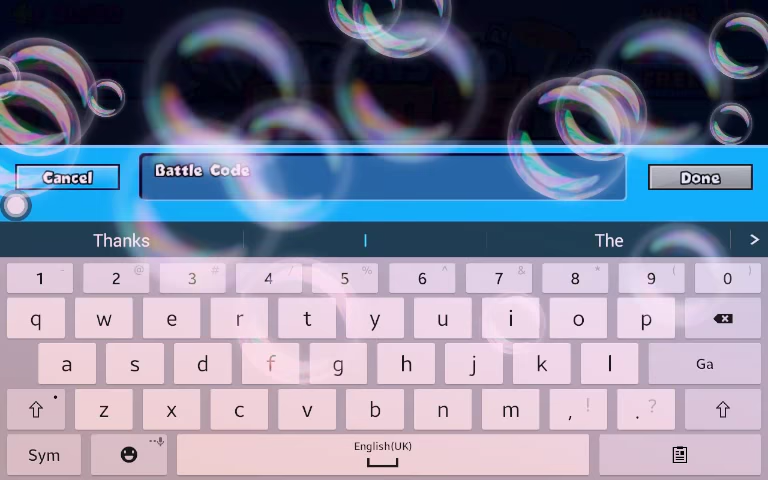 Cancel Battle Code Done
Thanks I The >
1 - 2 @ 3 # 4 / 5 % 6 ^ 7 & 8 * 9 ( 0 )
q w e r t y u i o p
a s d f g h j k l Ga
z x c v b n m , ! . ?
Sym English(UK)